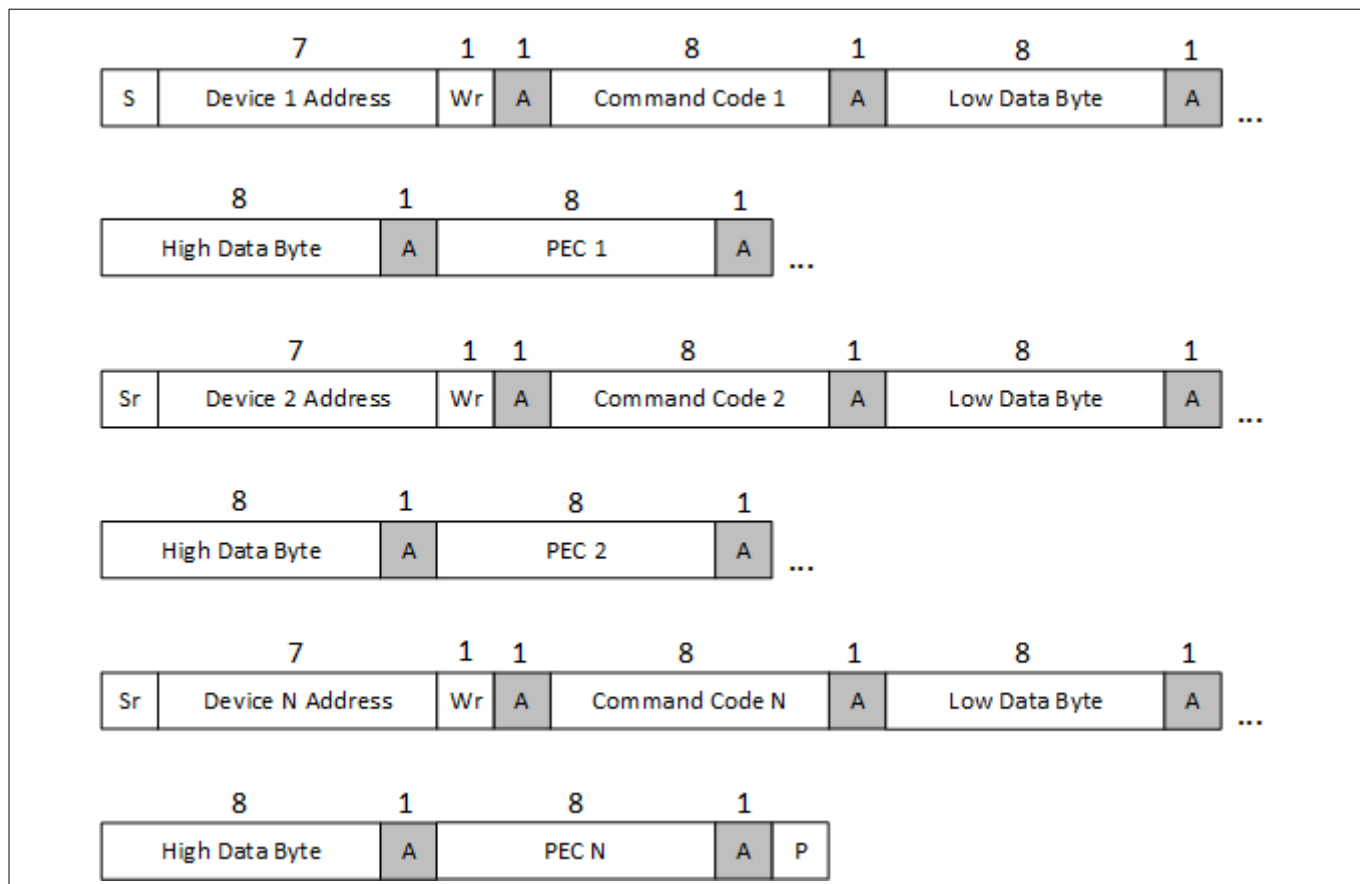 7 1 1 8 1 8 1
S Device 1 Address Wr A Command Code 1 A Low Data Byte A ...
8 1 8 1
High Data Byte A PEC 1 A ...
7 1 1 8 1 8 1
Sr Device 2 Address Wr A Command Code 2 A Low Data Byte A ...
8 1 8 1
High Data Byte A PEC 2 A ...
7 1 1 8 1 8 1
Sr Device N Address Wr A Command Code N A Low Data Byte A ...
8 1 8 1
High Data Byte A PEC N A P